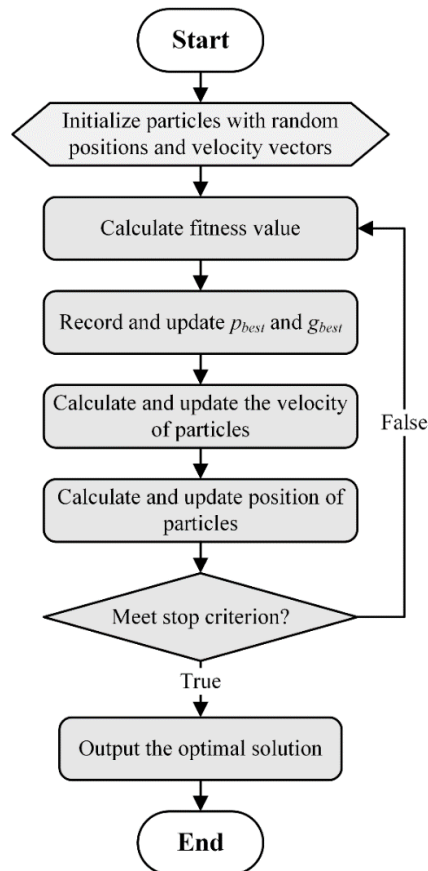 Start
Initialize particles with random
positions and velocity vectors
Calculate fitness value
Record and update p_best and g_best
Calculate and update the velocity
of particles
False
Calculate and update position of
particles
Meet stop criterion?
True
Output the optimal solution
End